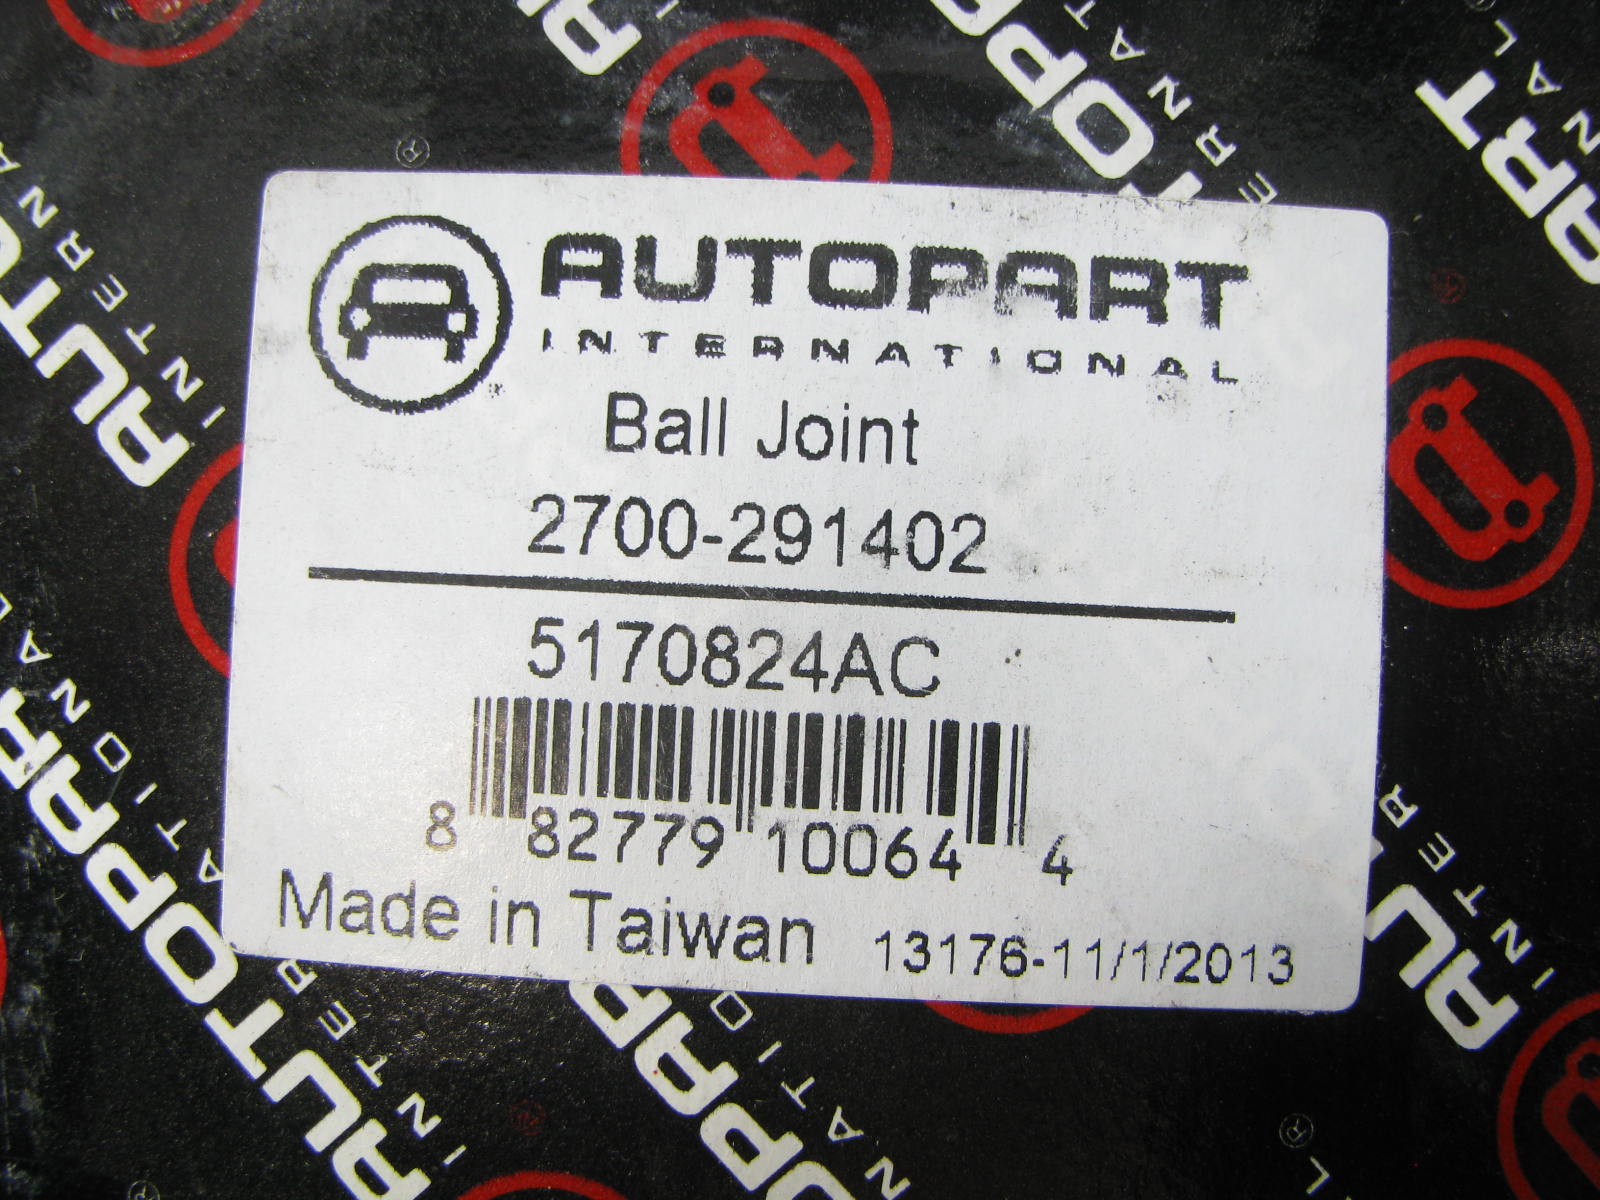 AUTOPART
INTERNATIONAL
Ball Joint
2700-291402
5170824AC
8 82779 10064 4
Made in Taiwan 13176-11/1/2013